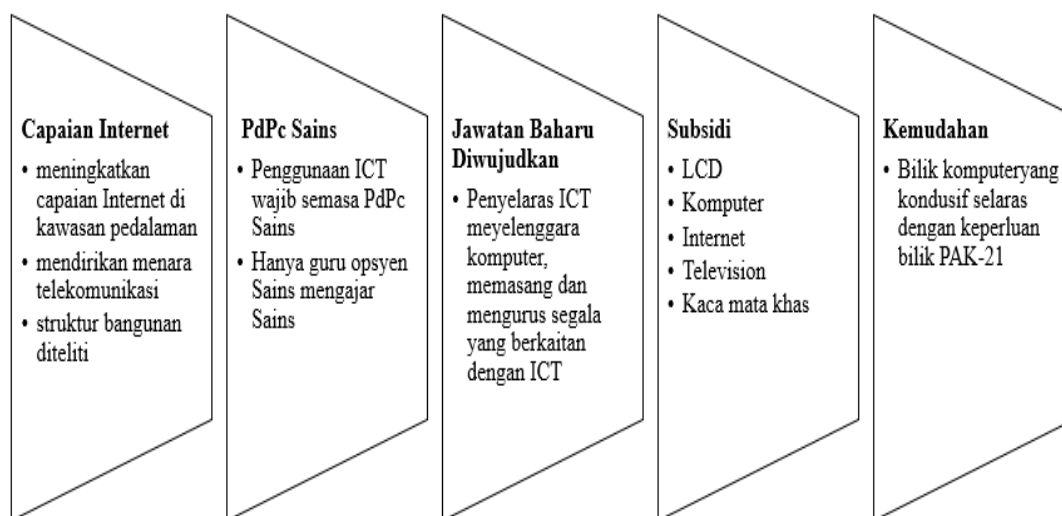 Capaian Internet
• meningkatkan
capaian Internet di
kawasan pedalaman
• mendirikan menara
telekomunikasi
• struktur bangunan
diteliti
PdPc Sains
• Penggunaan ICT
wajib semasa PdPc
Sains
• Hanya guru opsyen
Sains mengajar
Sains
Jawatan Baharu
Diwujudkan
• Penyelaras ICT
meyelenggara
komputer,
memasang dan
mengurus segala
yang berkaitan
dengan ICT
Subsidi
• LCD
• Komputer
• Internet
• Television
• Kaca mata khas
Kemudahan
• Bilik komputeryang
kondusif selaras
dengan keperluan
bilik PAK-21